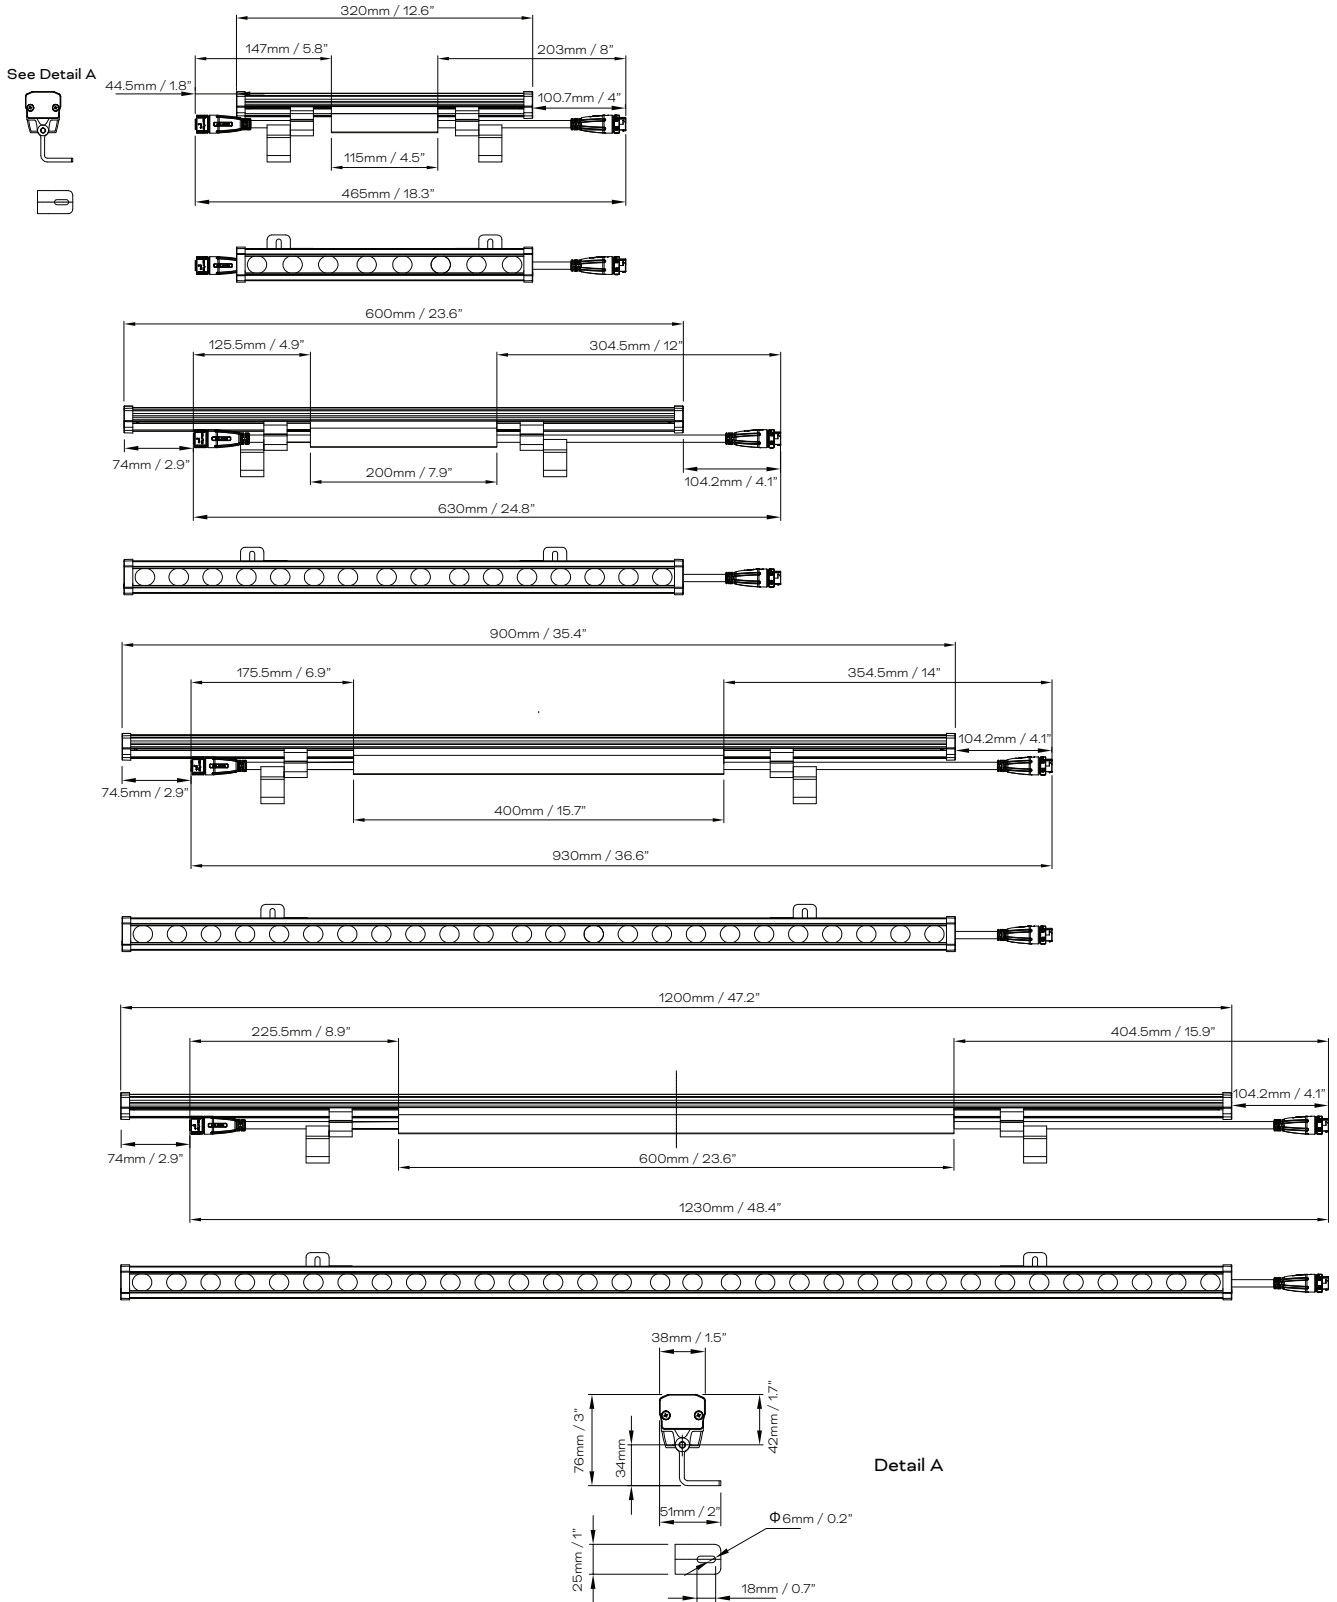 320mm / 12.6"
147mm / 5.8"
203mm / 8"
See Detail A
44.5mm / 1.8"
100.7mm / 4"
115mm / 4.5"
465mm / 18.3"
600mm / 23.6"
125.5mm / 4.9"
304.5mm / 12"
74mm / 2.9"
200mm / 7.9"
104.2mm / 4.1"
630mm / 24.8"
900mm / 35.4"
175.5mm / 6.9"
354.5mm / 14"
104.2mm / 4.1"
74.5mm / 2.9"
400mm / 15.7"
930mm / 36.6"
1200mm / 47.2"
225.5mm / 8.9"
404.5mm / 15.9"
104.2mm / 4.1"
74mm / 2.9"
600mm / 23.6"
1230mm / 48.4"
38mm / 1.5"
76mm / 3"
34mm
42mm / 1.7"
Detail A
51mm / 2"
Φ6mm / 0.2"
25mm / 1"
18mm / 0.7"